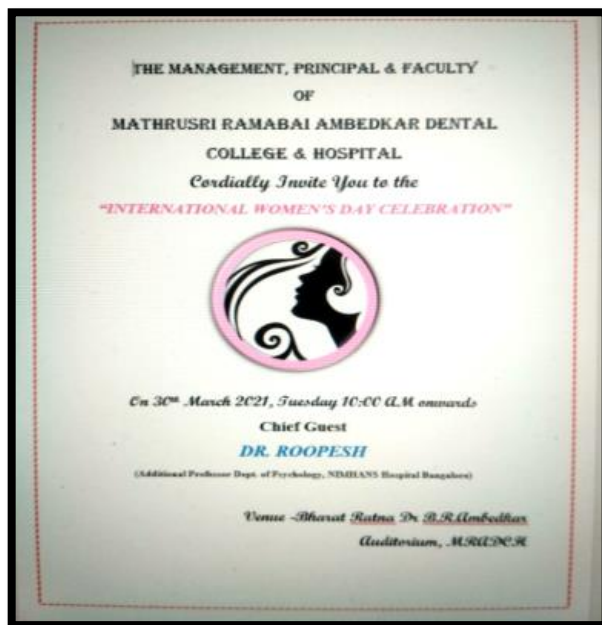 THE MANAGEMENT, PRINCIPAL & FACULTY
OF
MATHRUSRI RAMABAI AMBEDKAR DENTAL
COLLEGE & HOSPITAL
Cordially Invite You to the
“INTERNATIONAL WOMEN’S DAY CELEBRATION”
On 30th March 2021, Tuesday 10:00 A.M onwards
Chief Guest
DR. ROOPESH
(Additional Professor Dept. of Psychology, NIMHANS Hospital Bangalore)
Venue -Bharat Ratna Dr B.R.Ambedkar
Auditorium, MRADCH